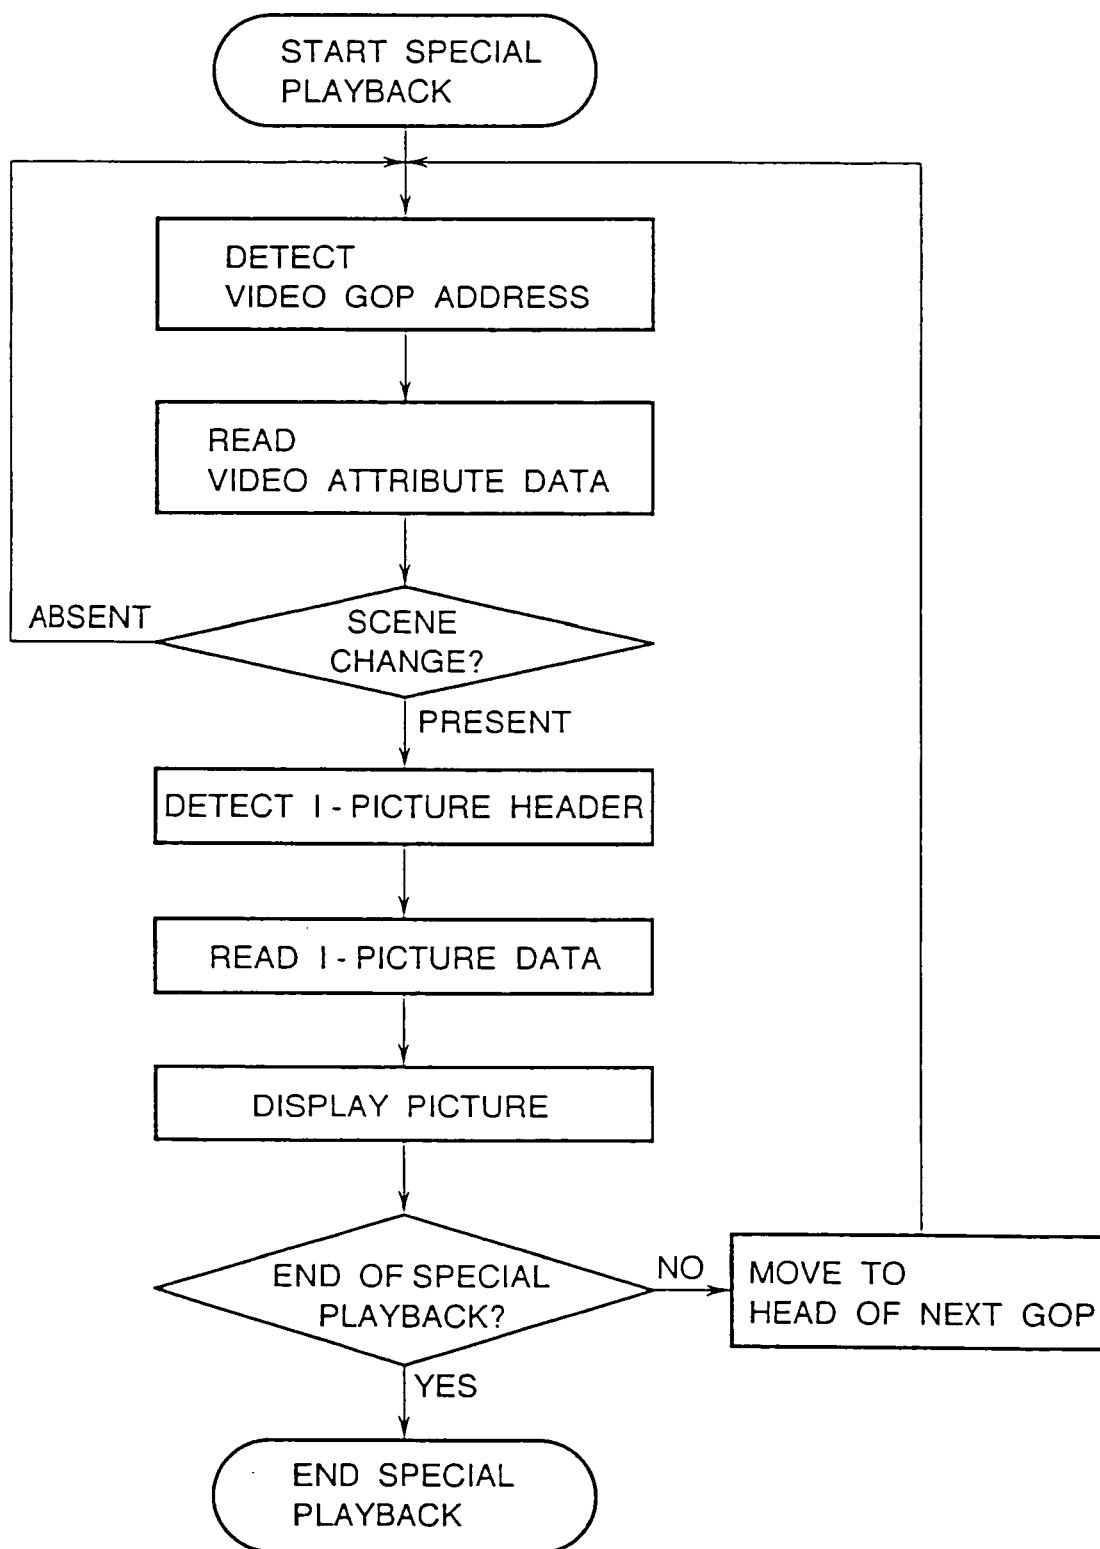 START SPECIAL
PLAYBACK
DETECT
VIDEO GOP ADDRESS
READ
VIDEO ATTRIBUTE DATA
ABSENT
SCENE
CHANGE?
PRESENT
DETECT I - PICTURE HEADER
READ I - PICTURE DATA
DISPLAY PICTURE
END OF SPECIAL
PLAYBACK?
NO
MOVE TO
HEAD OF NEXT GOP
YES
END SPECIAL
PLAYBACK